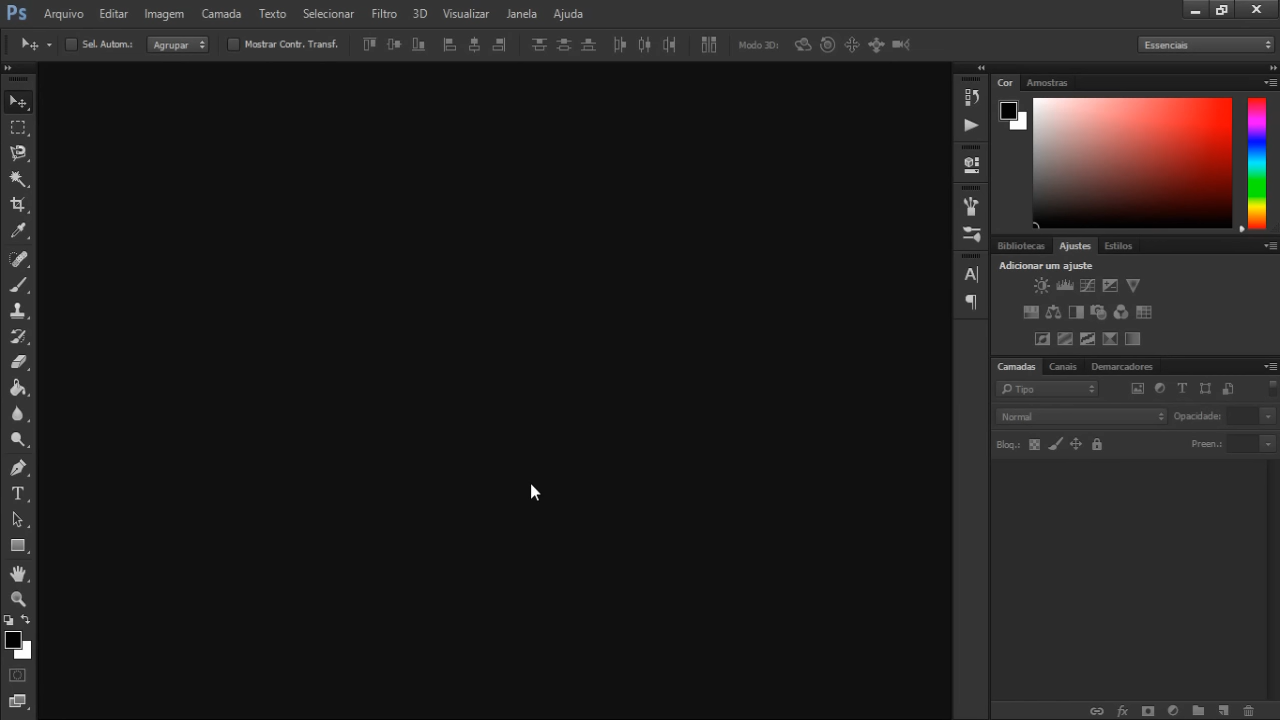 Ps Arquivo Editar Imagem Camada Texto Selecionar Filtro 3D Visualizar Janela Ajuda
Sel. Autom.: Agrupar Mostrar Contr. Transf. Modo 3D: Essenciais
Cor Amostras
Bibliotecas Ajustes Estilos
Adicionar um ajuste
Camadas Canais Demarcadores
Tipo
Normal Opacidade:
Bloq.: Preen.: